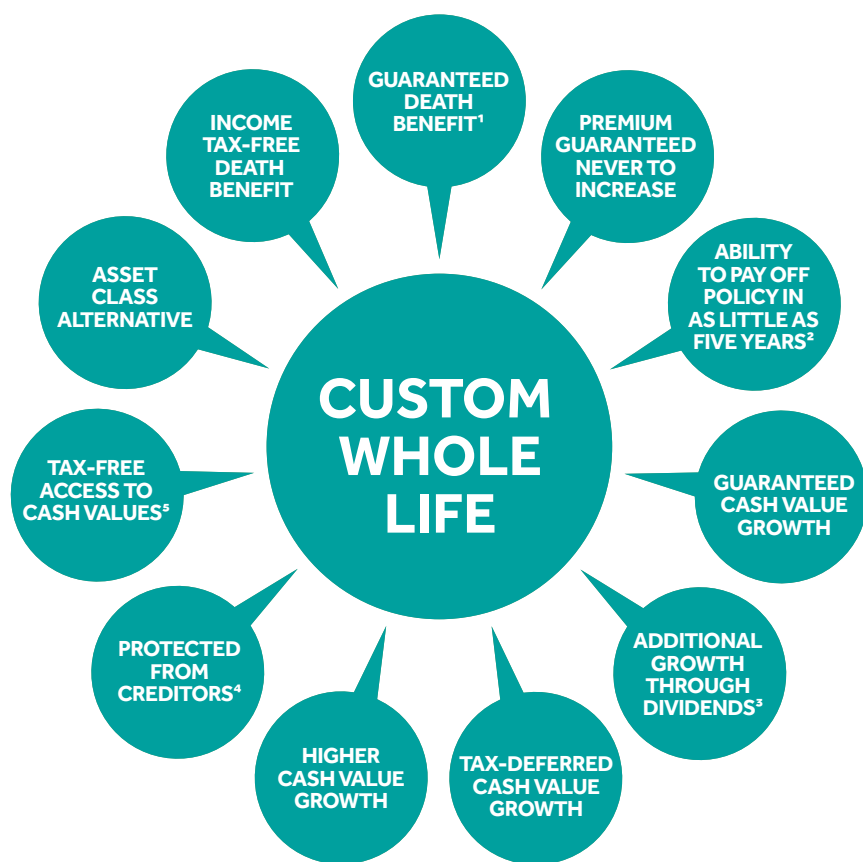 GUARANTEED
DEATH
BENEFIT¹
PREMIUM
GUARANTEED
NEVER TO
INCREASE
ABILITY
TO PAY OFF
POLICY IN
AS LITTLE AS
FIVE YEARS²
GUARANTEED
CASH VALUE
GROWTH
ADDITIONAL
GROWTH
THROUGH
DIVIDENDS³
TAX-DEFERRED
CASH VALUE
GROWTH
HIGHER
CASH VALUE
GROWTH
PROTECTED
FROM
CREDITORS⁴
TAX-FREE
ACCESS TO
CASH VALUES⁵
ASSET
CLASS
ALTERNATIVE
INCOME
TAX-FREE
DEATH
BENEFIT
CUSTOM
WHOLE
LIFE